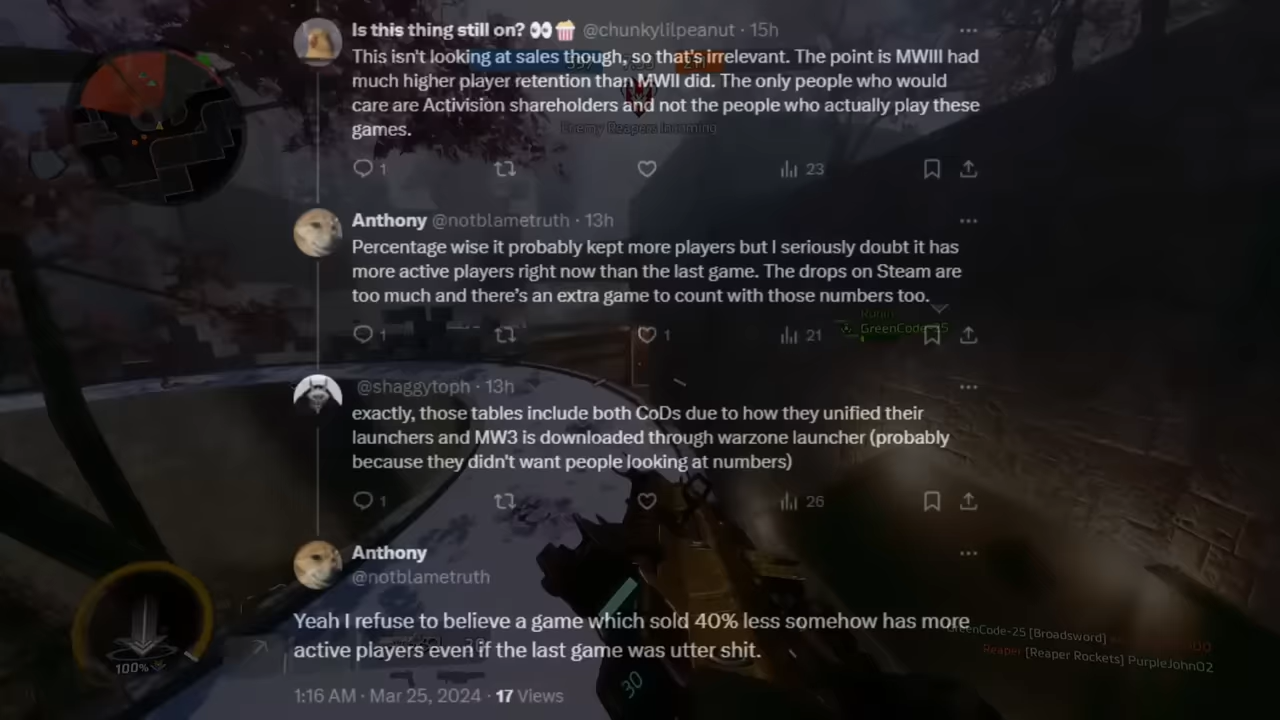 Is this thing still on? 👀🍿 @chunkylilpeanut · 15h
This isn't looking at sales though, so that's irrelevant. The point is MWIII had
much higher player retention than MWII did. The only people who would
care are Activision shareholders and not the people who actually play these
games.
Enemy Reapers incoming
1
23
Anthony @notblametruth · 13h
Percentage wise it probably kept more players but I seriously doubt it has
more active players right now than the last game. The drops on Steam are
too much and there's an extra game to count with those numbers too.
GreenCode-25
1
1
21
@shaggytoph · 13h
exactly, those tables include both CoDs due to how they unified their
launchers and MW3 is downloaded through warzone launcher (probably
because they didn't want people looking at numbers)
1
26
Anthony
@notblametruth
Yeah I refuse to believe a game which sold 40% less somehow has more
active players even if the last game was utter shit.
GreenCode-25 [Broadsword]
Reaper [Reaper Rockets] PurpleJohn02
100%
30
1:16 AM · Mar 25, 2024 · 17 Views